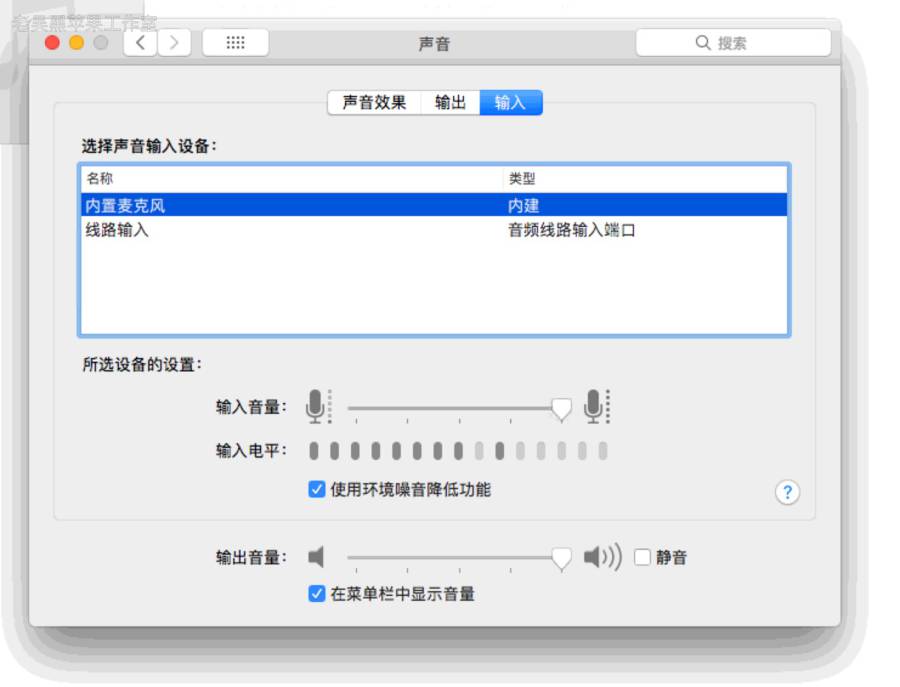 老吴黑苹果工作室
声音
搜索
声音效果 输出 输入
选择声音输入设备：
名称 类型
内置麦克风 内建
线路输入 音频线路输入端口
所选设备的设置：
输入音量：
输入电平：
使用环境噪音降低功能
?
输出音量： 静音
在菜单栏中显示音量